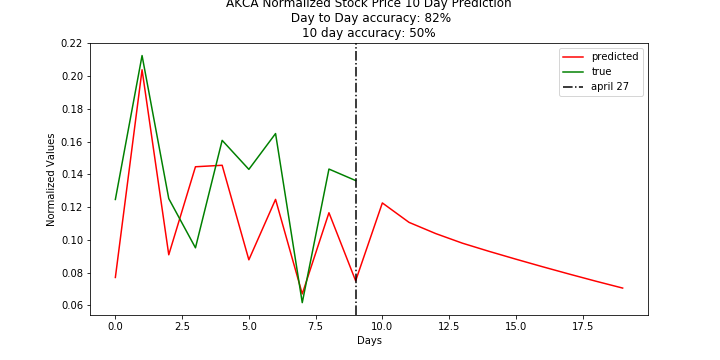 AKCA Normalized Stock Price 10 Day Prediction
Day to Day accuracy: 82%
10 day accuracy: 50%
0.22
0.20
0.18
0.16
0.14
0.12
0.10
0.08
0.06
Normalized Values
predicted
true
april 27
0.0 2.5 5.0 7.5 10.0 12.5 15.0 17.5
Days